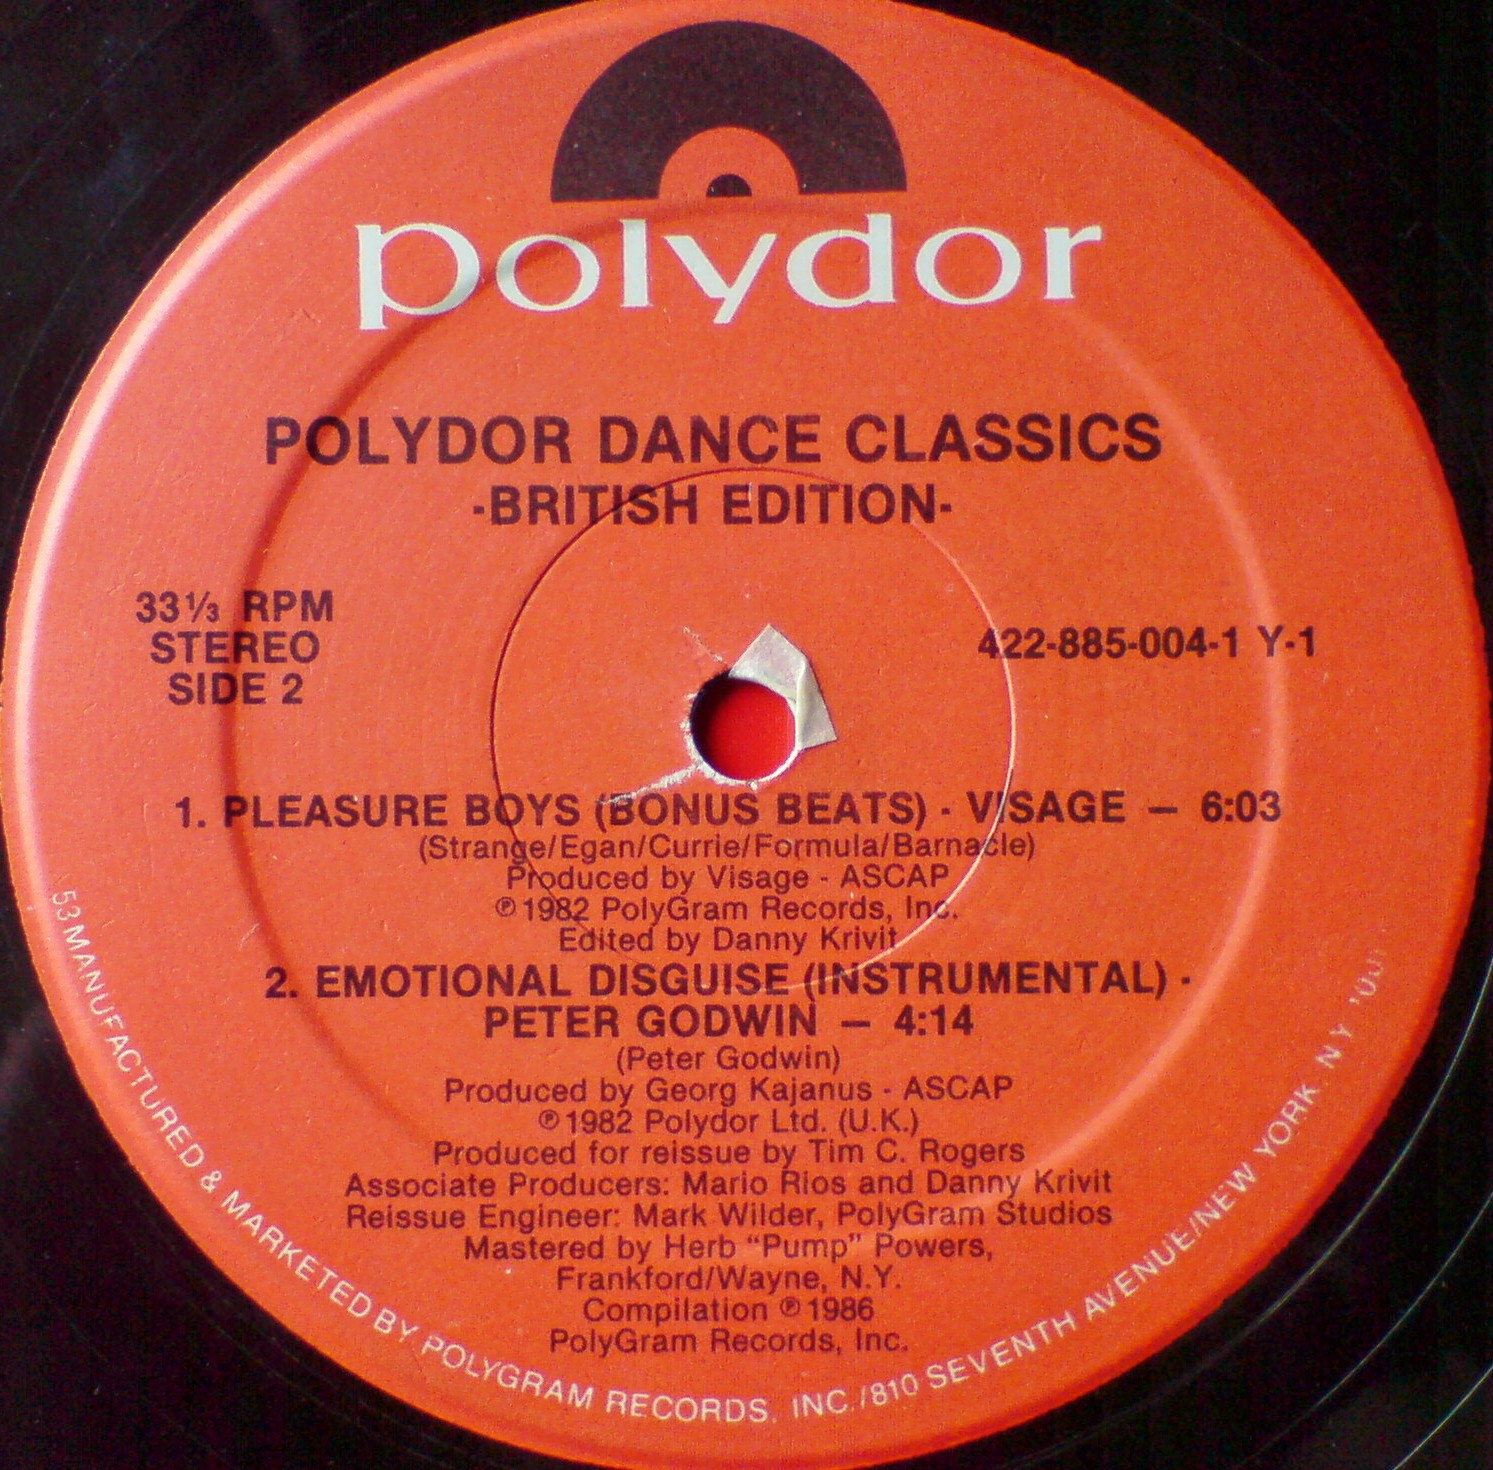 polydor
POLYDOR DANCE CLASSICS
-BRITISH EDITION-
33⅓ RPM
STEREO
SIDE 2
422-885-004-1 Y-1
1. PLEASURE BOYS (BONUS BEATS) - VISAGE — 6:03
(Strange/Egan/Currie/Formula/Barnacle)
Produced by Visage - ASCAP
℗ 1982 PolyGram Records, Inc.
Edited by Danny Krivit
2. EMOTIONAL DISGUISE (INSTRUMENTAL) -
PETER GODWIN — 4:14
(Peter Godwin)
Produced by Georg Kajanus - ASCAP
℗ 1982 Polydor Ltd. (U.K.)
Produced for reissue by Tim C. Rogers
Associate Producers: Mario Rios and Danny Krivit
Reissue Engineer: Mark Wilder, PolyGram Studios
Mastered by Herb “Pump” Powers,
Frankford/Wayne, N.Y.
Compilation ℗ 1986
PolyGram Records, Inc.
53 MANUFACTURED & MARKETED BY POLYGRAM RECORDS, INC./810 SEVENTH AVENUE/NEW YORK N Y